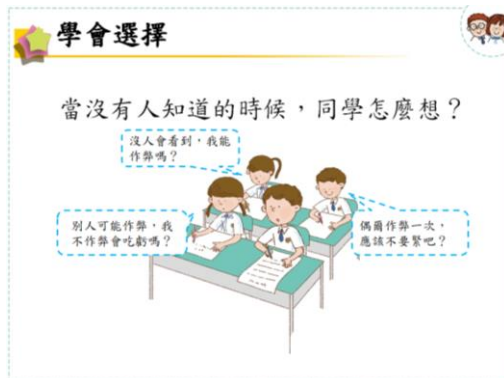 學會選擇
當沒有人知道的時候，同學怎麼想？
沒人會看到，我能
作弊嗎？
別人可能作弊，我
不作弊會吃虧嗎？
偶爾作弊一次，
應該不要緊吧？